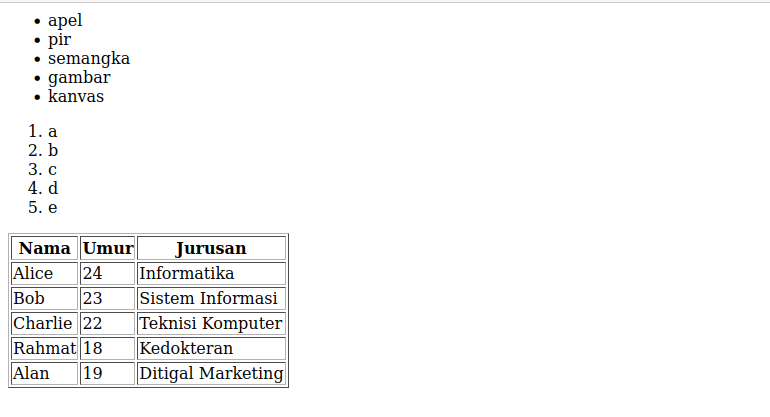 • apel
• pir
• semangka
• gambar
• kanvas
1. a
2. b
3. c
4. d
5. e
Nama Umur Jurusan
Alice 24 Informatika
Bob 23 Sistem Informasi
Charlie 22 Teknisi Komputer
Rahmat 18 Kedokteran
Alan 19 Ditigal Marketing